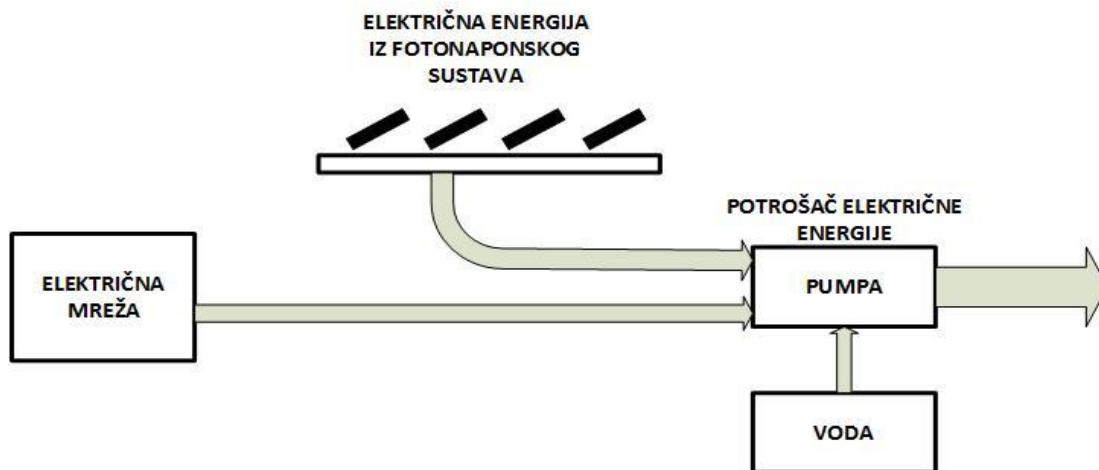 ELEKTRIČNA ENERGIJA
IZ FOTONAPONSKOG
SUSTAVA
POTROŠAČ ELEKTRIČNE
ENERGIJE
ELEKTRIČNA
MREŽA
PUMPA
VODA